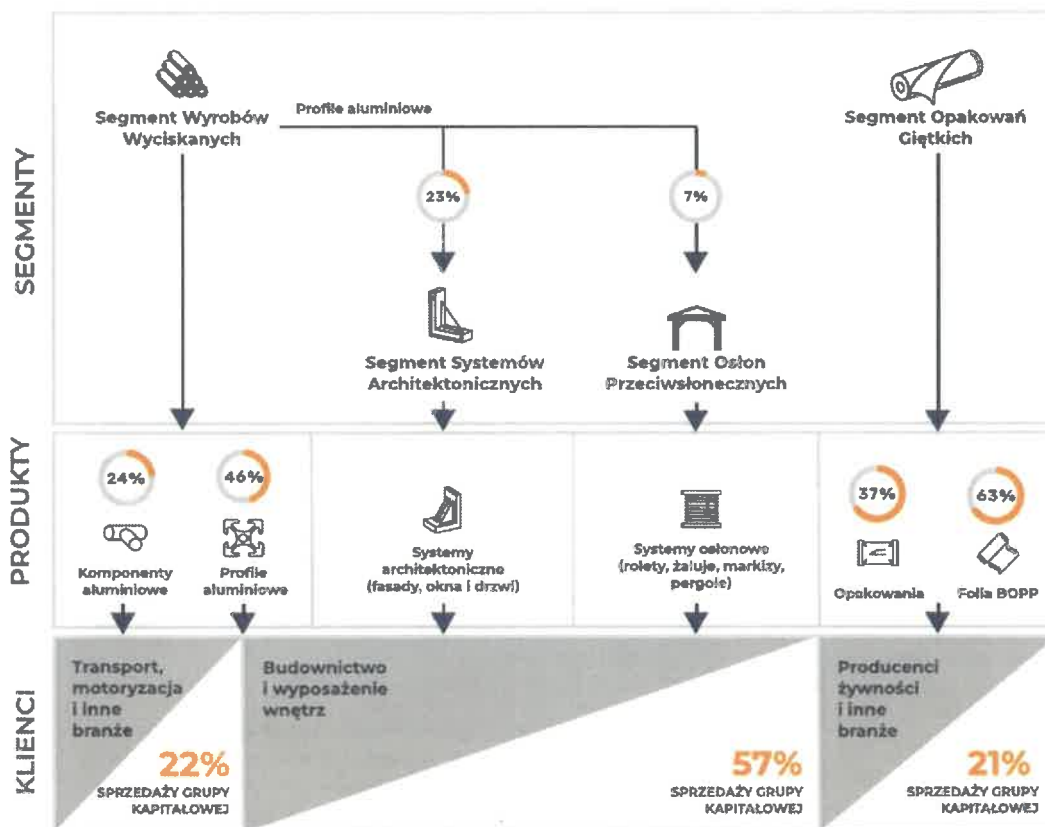 SEGMENTY
Segment Wyrobów
Wyciskanych
Profile aluminiowe
Segment Opakowań
Giętkich
23%
7%
Segment Systemów
Architektonicznych
Segment Osłon
Przeciwsłonecznych
PRODUKTY
24%
46%
Komponenty
aluminiowe
Profile
aluminiowe
Systemy
architektoniczne
(fasady, okna i drzwi)
Systemy osłonowe
(rolety, żaluje, markizy,
pergole)
37%
63%
Opakowania
Folia BOPP
KLIENCI
Transport,
motoryzacja
i inne
branże
22%
SPRZEDAŻY GRUPY
KAPITAŁOWEJ
Budownictwo
i wyposażenie
wnętrz
57%
SPRZEDAŻY GRUPY
KAPITAŁOWEJ
Producenci
żywności
i inne
branże
21%
SPRZEDAŻY GRUPY
KAPITAŁOWEJ